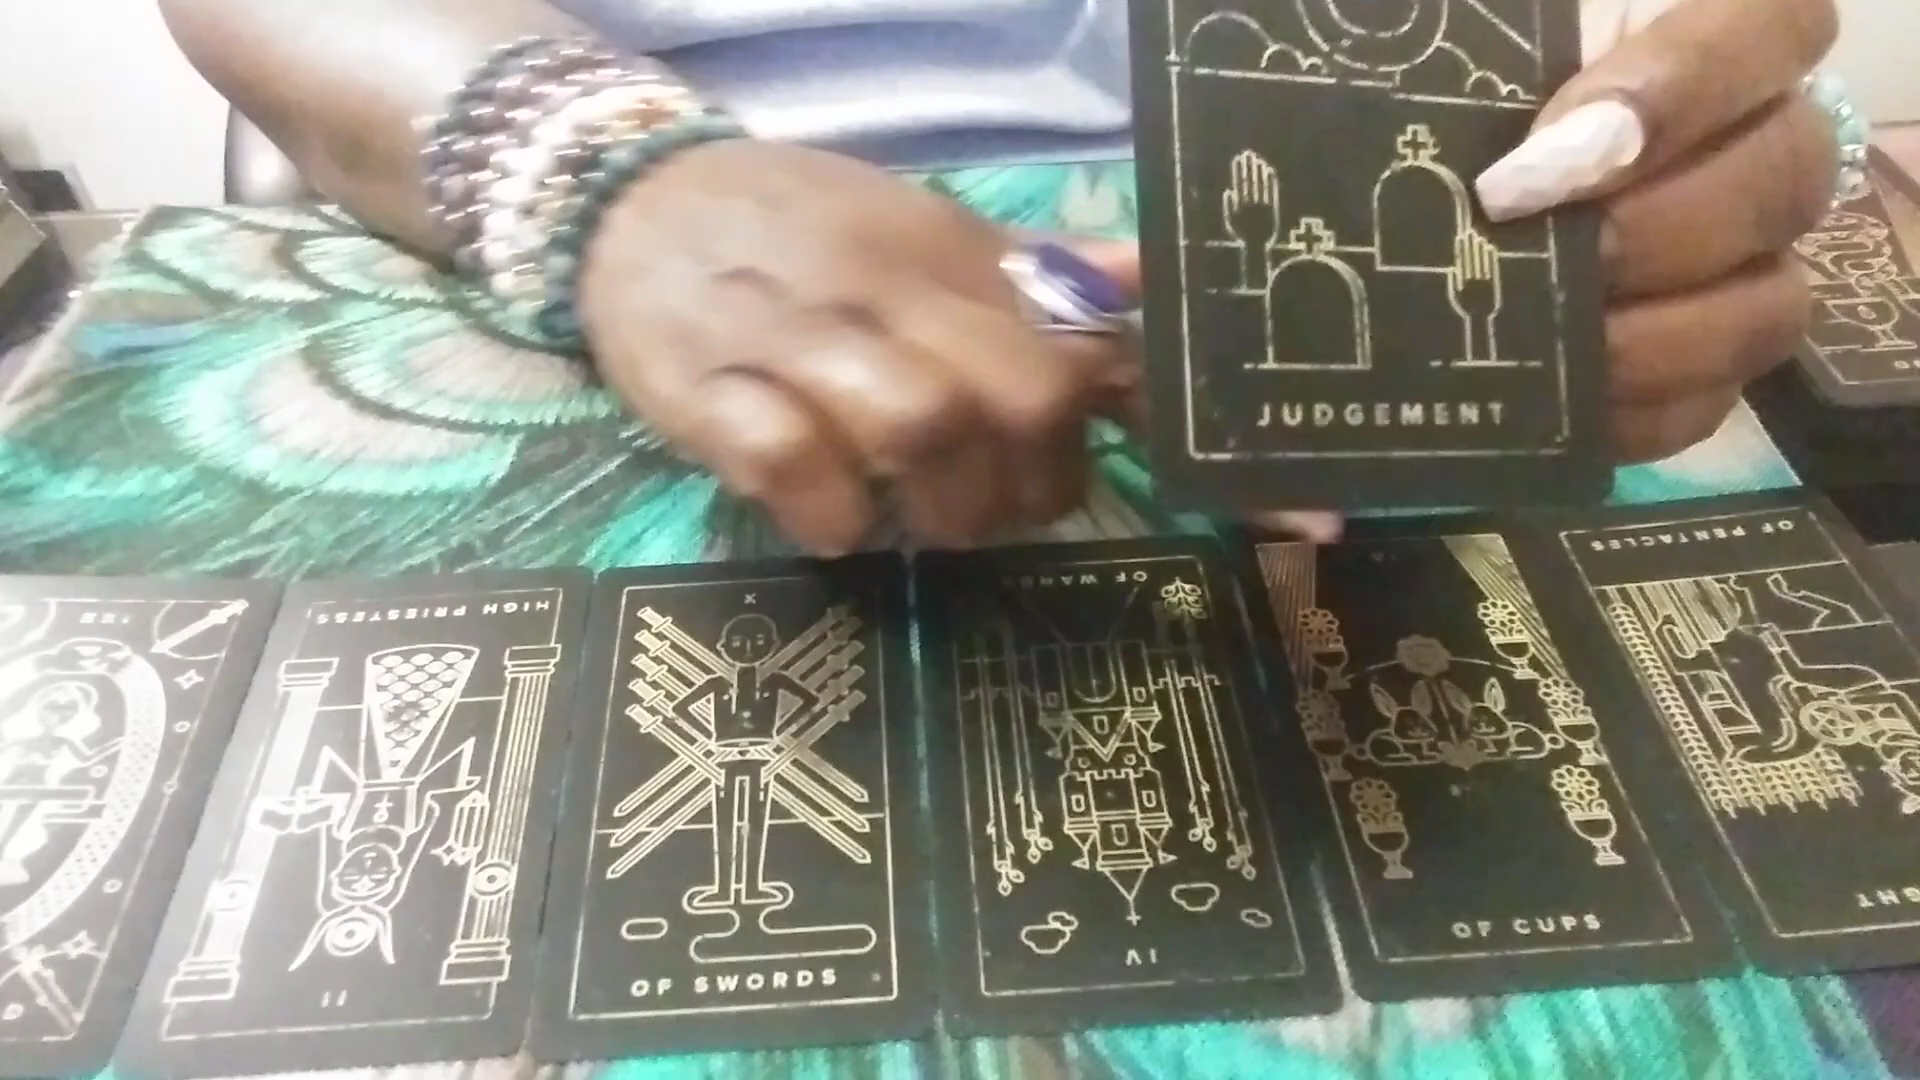 JUDGEMENT
HIGH PRIESTESS
II
X
OF SWORDS
OF WANDS
IV
OF CUPS
OF PENTACLES